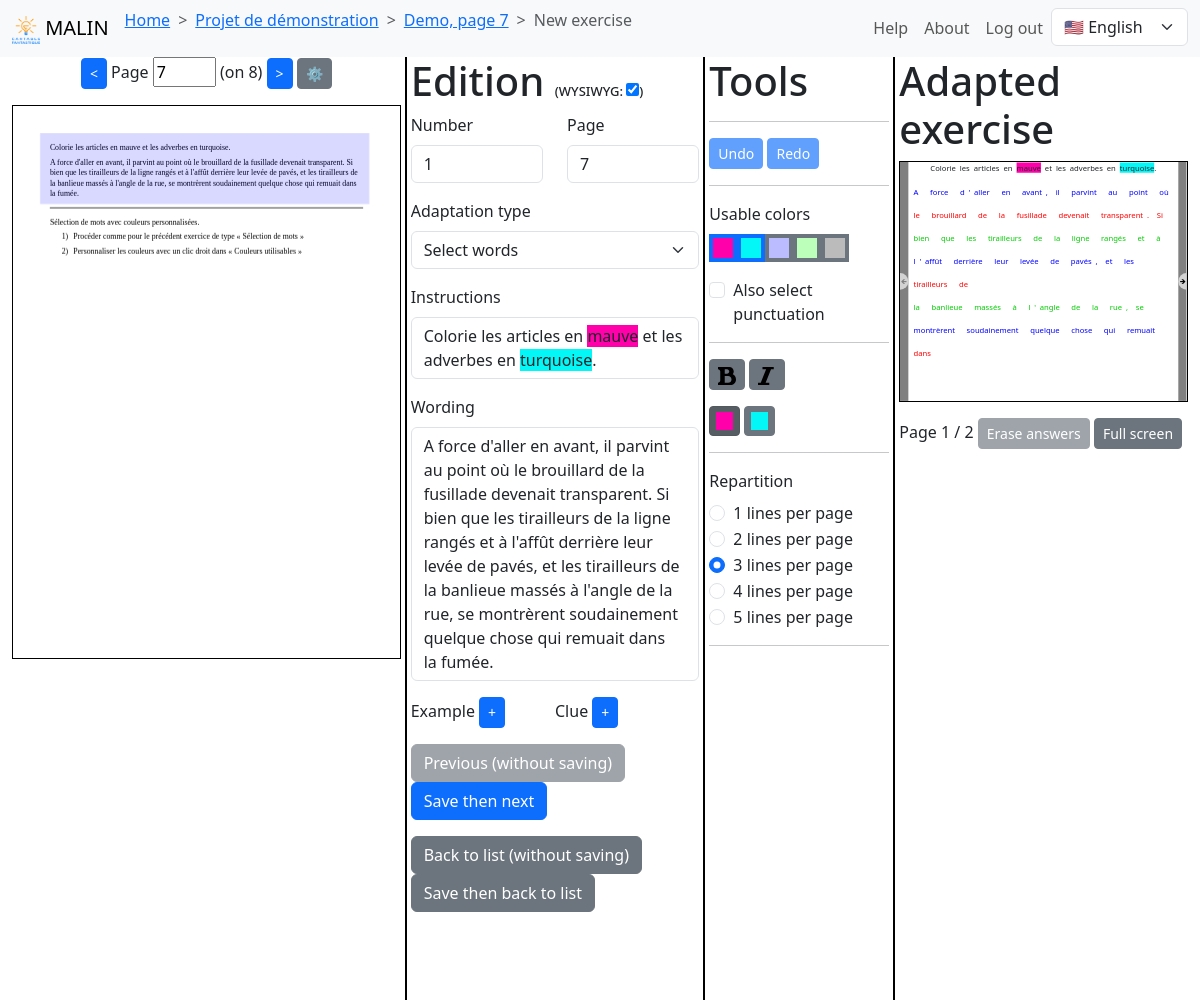 MALIN
Home > Projet de démonstration > Demo, page 7 > New exercise
Help About Log out 🇺🇸 English
< Page 7 (on 8) > ⚙️
Colorie les articles en mauve et les adverbes en turquoise.
A force d'aller en avant, il parvint au point où le brouillard de la fusillade devenait transparent. Si
bien que les tirailleurs de la ligne rangés et à l'affût derrière leur levée de pavés, et les tirailleurs de
la banlieue massés à l'angle de la rue, se montrèrent soudainement quelque chose qui remuait dans
la fumée.
Sélection de mots avec couleurs personnalisées.
1) Procéder comme pour le précédent exercice de type « Sélection de mots »
2) Personnaliser les couleurs avec un clic droit dans « Couleurs utilisables »
Edition (WYSIWYG: )
Number Page
1 7
Adaptation type
Select words
Instructions
Colorie les articles en mauve et les
adverbes en turquoise.
Wording
A force d'aller en avant, il parvint
au point où le brouillard de la
fusillade devenait transparent. Si
bien que les tirailleurs de la ligne
rangés et à l'affût derrière leur
levée de pavés, et les tirailleurs de
la banlieue massés à l'angle de la
rue, se montrèrent soudainement
quelque chose qui remuait dans
la fumée.
Example + Clue +
Previous (without saving)
Save then next
Back to list (without saving)
Save then back to list
Tools
Undo Redo
Usable colors
Also select
punctuation
B I
Repartition
1 lines per page
2 lines per page
3 lines per page
4 lines per page
5 lines per page
Adapted
exercise
Colorie les articles en mauve et les adverbes en turquoise.
A force d'aller en avant, il parvint au point où
le brouillard de la fusillade devenait transparent. Si
bien que les tirailleurs de la ligne rangés et à
l'affût derrière leur levée de pavés, et les
tirailleurs de
la banlieue massés à l'angle de la rue, se
montrèrent soudainement quelque chose qui remuait
dans
Page 1 / 2 Erase answers Full screen